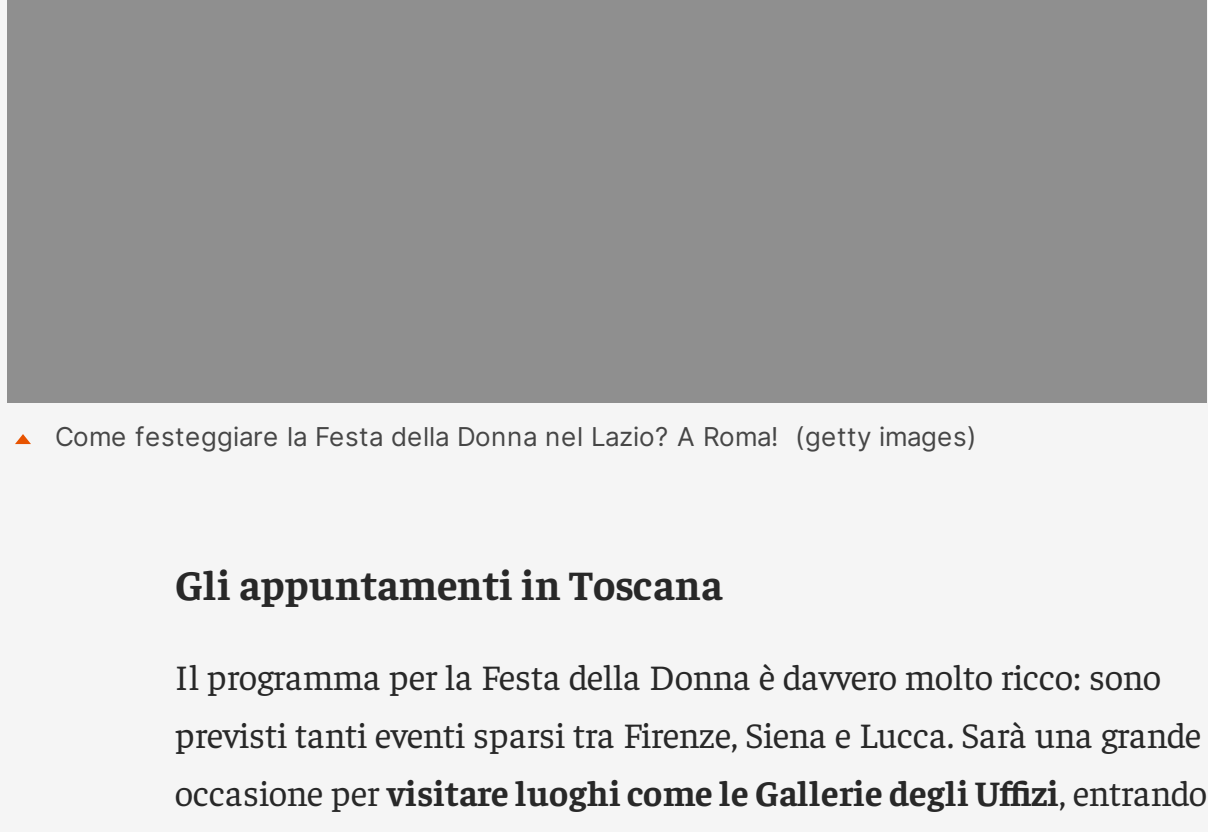 Come festeggiare la Festa della Donna nel Lazio? A Roma! (getty images)
Gli appuntamenti in Toscana
Il programma per la Festa della Donna è davvero molto ricco: sono
previsti tanti eventi sparsi tra Firenze, Siena e Lucca. Sarà una grande
occasione per visitare luoghi come le Gallerie degli Uffizi, entrando